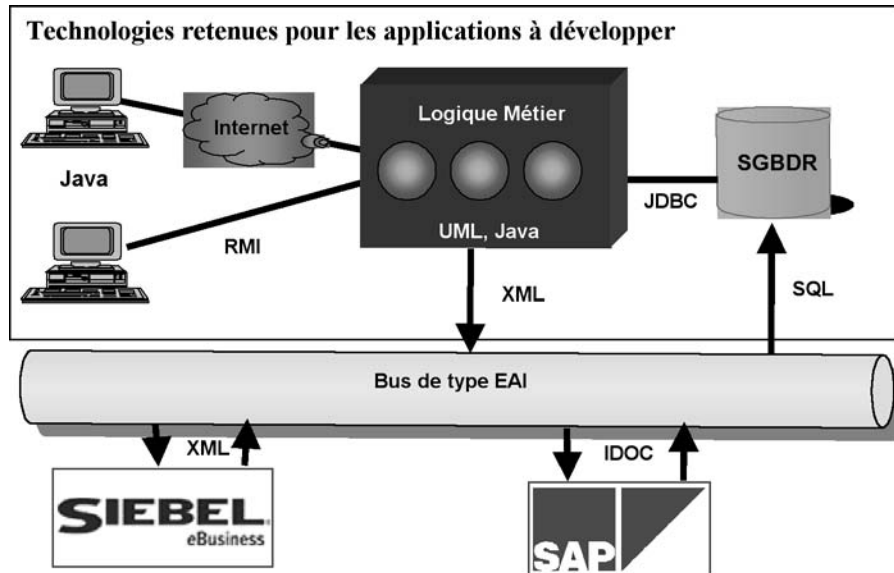 Technologies retenues pour les applications à développer
Internet
Java
RMI
Logique Métier
UML, Java
JDBC
SGBDR
XML
SQL
Bus de type EAI
XML
IDOC
SIEBEL
eBusiness
SAP